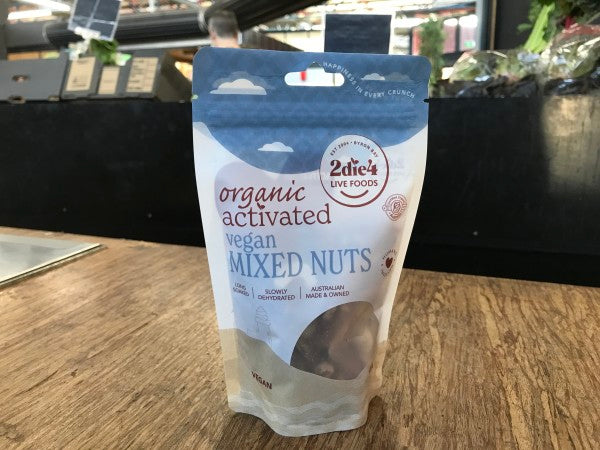 HAPPINESS IN EVERY CRUNCH
EST 2004 • BYRON BAY
2die4
LIVE FOODS
organic
activated
vegan
MIXED NUTS
LONG SOAKED
SLOWLY
DEHYDRATED
AUSTRALIAN
MADE & OWNED
VEGAN